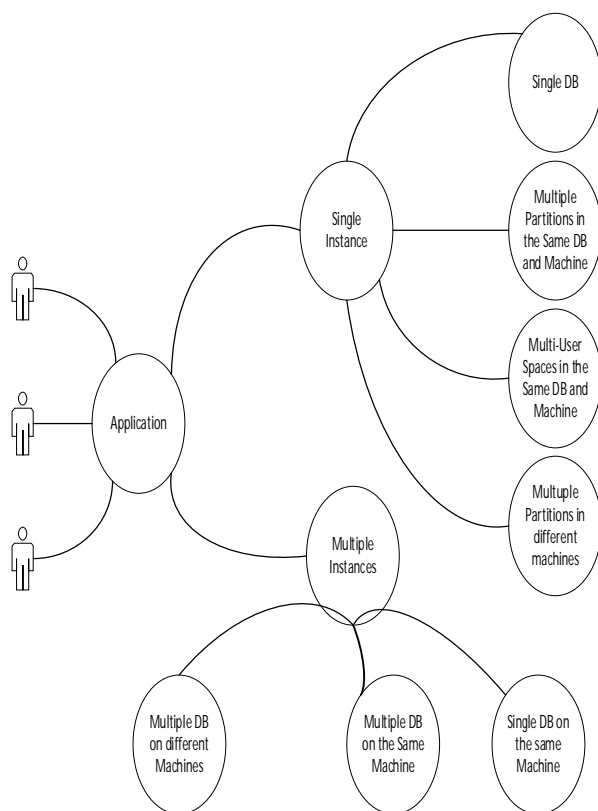 Single DB
Single
Instance
Multiple
Partitions in
the Same DB
and Machine
Multi-User
Spaces in the
Same DB and
Machine
Application
Multuple
Partitions in
different
machines
Multiple
Instances
Multiple DB
on different
Machines
Multiple DB
on the Same
Machine
Single DB on
the same
Machine